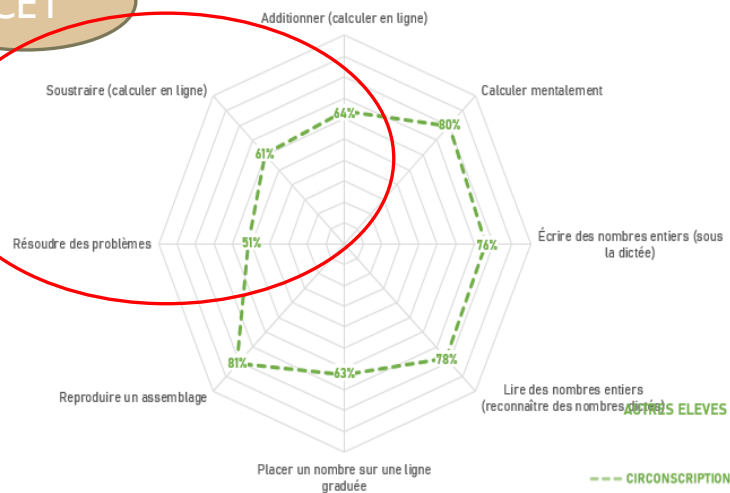 CET
Additionner (calculer en ligne)
Soustraire (calculer en ligne)
Calculer mentalement
64%
80%
61%
Résoudre des problèmes
51%
76%
Écrire des nombres entiers (sous
la dictée)
81%
63%
78%
Reproduire un assemblage
Lire des nombres entiers
(reconnaître des nombres dictés)
AUTRES ELEVES
Placer un nombre sur une ligne
graduée
CIRCONSCRIPTION